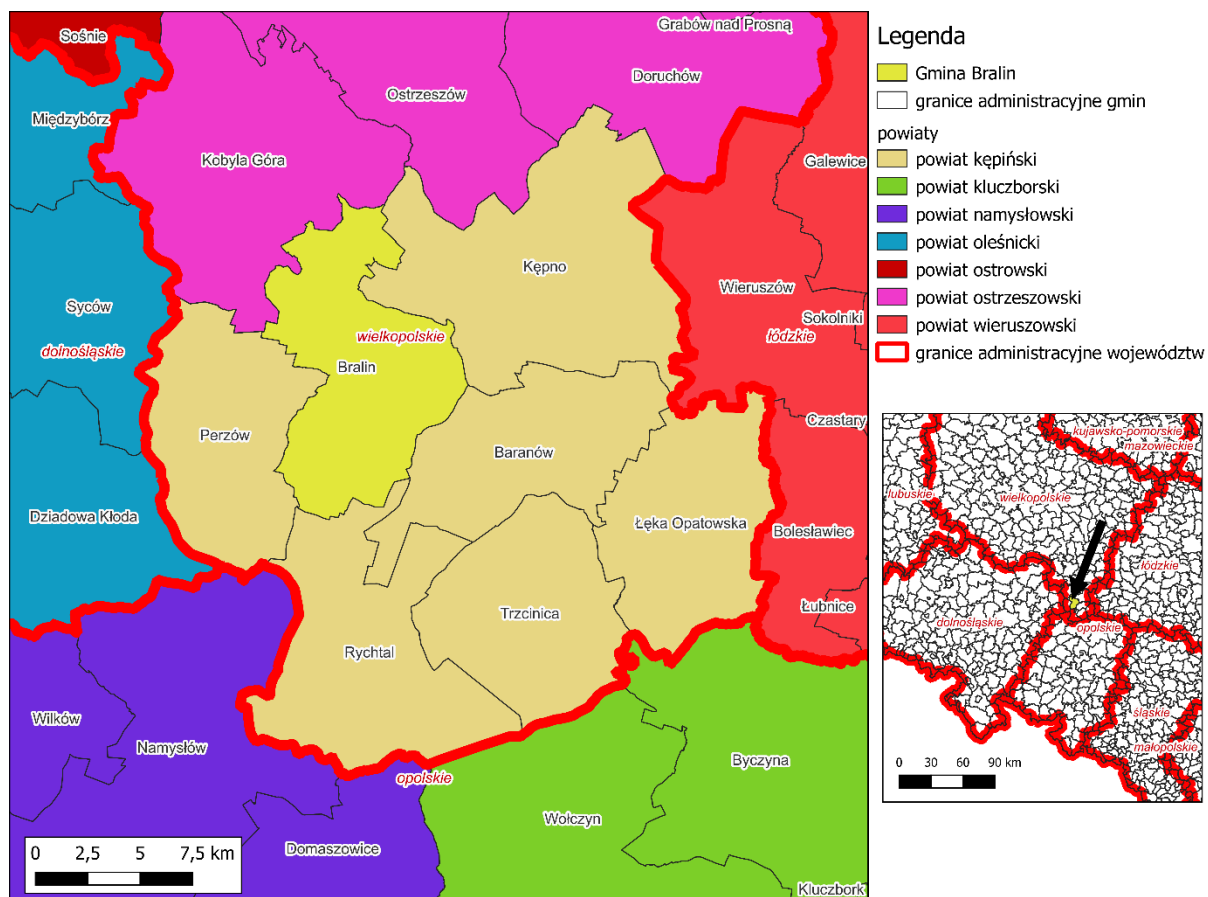 Sośnie
Grabów nad Prosną
Doruchów
Ostrzeszów
Międzybórz
Kobyla Góra
Galewice
Kępno
Wieruszów
Syców
Sokolniki
dolnośląskie
wielkopolskie
łódzkie
Bralin
Czastary
Perzów
Baranów
Dziadowa Kłoda
Łęka Opatowska
Bolesławiec
Trzcinica
Łubnice
Rychtal
Wilków
Namysłów
Byczyna
opolskie
Wołczyn
Domaszowice
Kluczbork
0 2,5 5 7,5 km
Legenda
Gmina Bralin
granice administracyjne gmin
powiaty
powiat kępiński
powiat kluczborski
powiat namysłowski
powiat oleśnicki
powiat ostrowski
powiat ostrzeszowski
powiat wieruszowski
granice administracyjne województw
kujawsko-pomorskie
mazowieckie
lubuskie
wielkopolskie
łódzkie
dolnośląskie
opolskie
śląskie
małopolskie
0 30 60 90 km